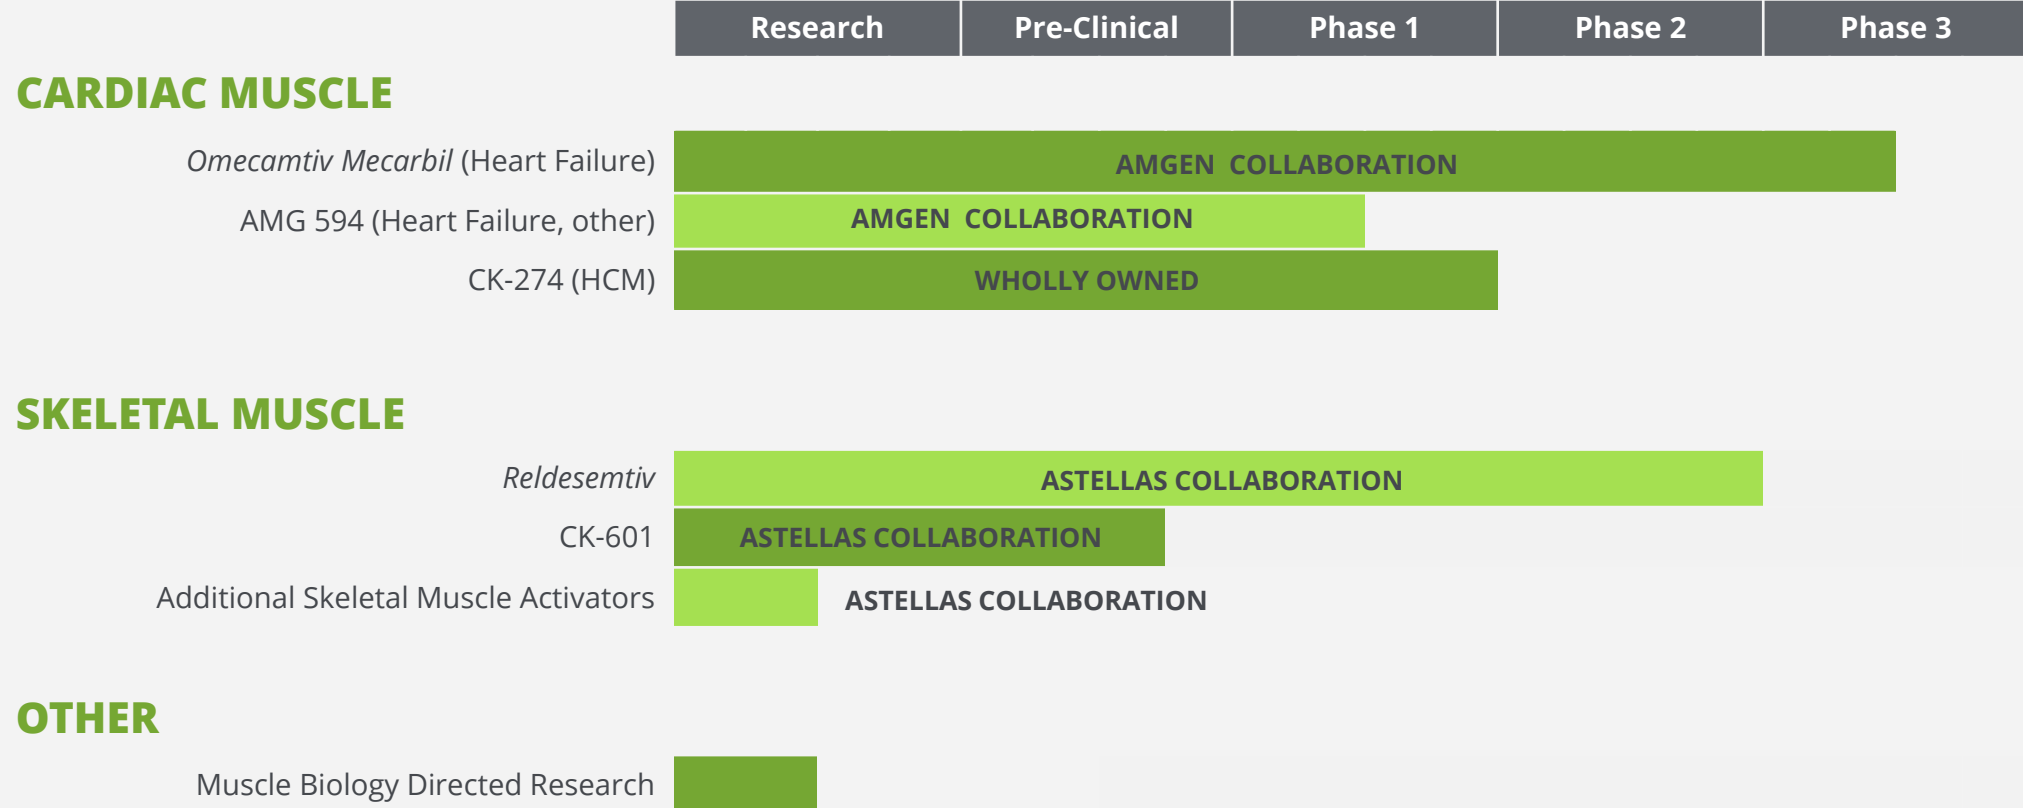 Research Pre-Clinical Phase 1 Phase 2 Phase 3
CARDIAC MUSCLE
Omecamtiv Mecarbil (Heart Failure) AMGEN COLLABORATION
AMG 594 (Heart Failure, other) AMGEN COLLABORATION
CK-274 (HCM) WHOLLY OWNED
SKELETAL MUSCLE
Reldesemtiv ASTELLAS COLLABORATION
CK-601 ASTELLAS COLLABORATION
Additional Skeletal Muscle Activators ASTELLAS COLLABORATION
OTHER
Muscle Biology Directed Research